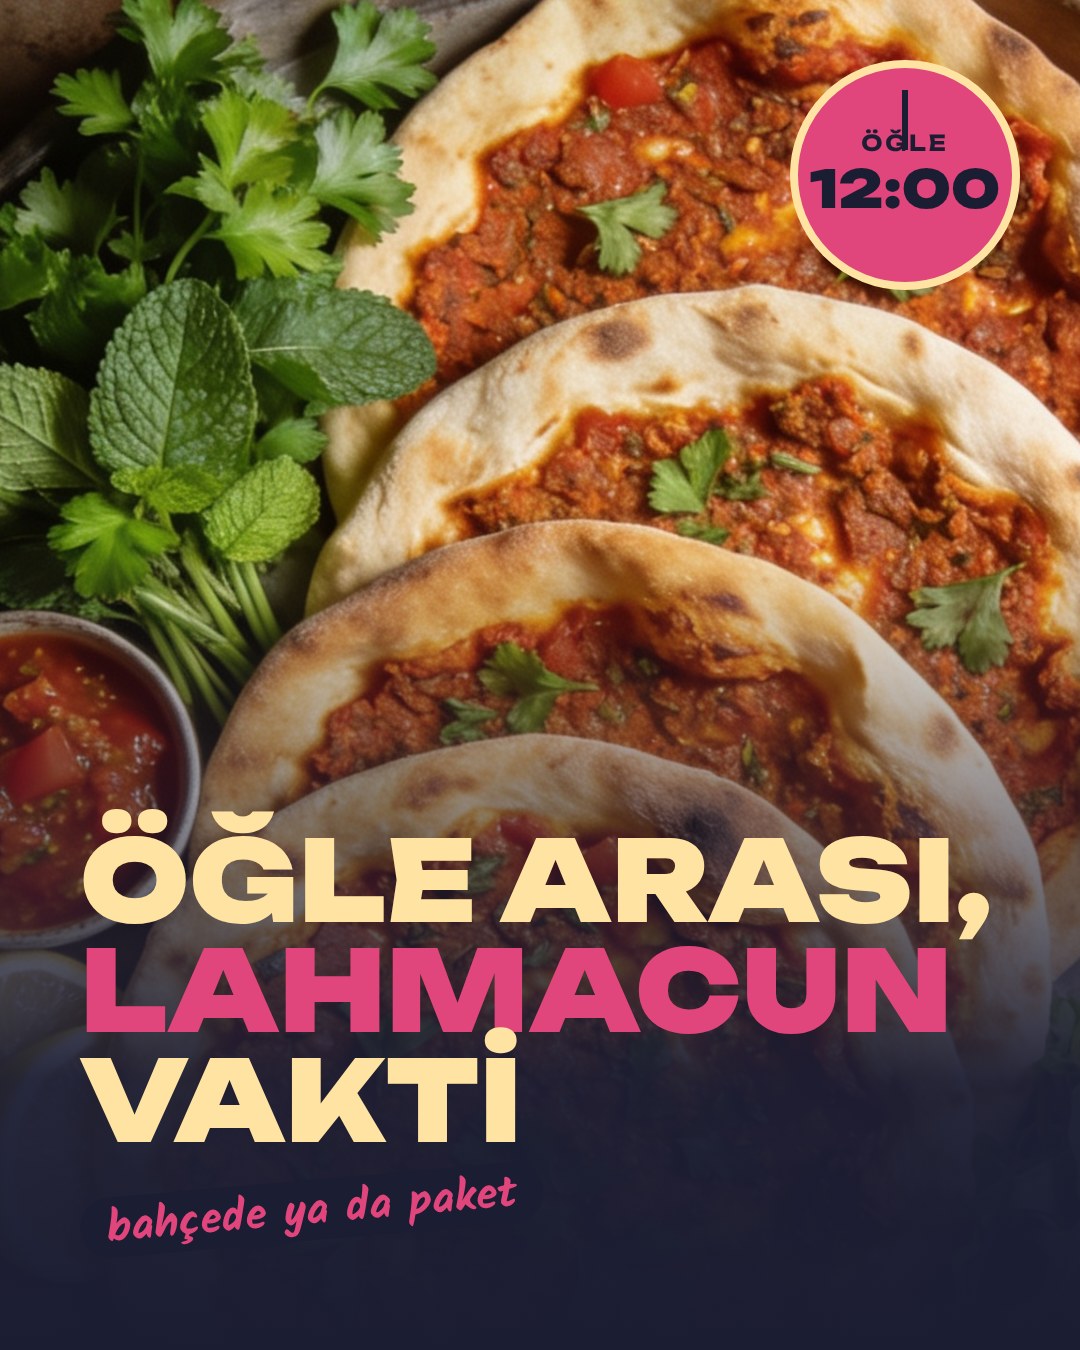 ÖĞLE
12:00
ÖĞLE ARASI,
LAHMACUN
VAKTİ
bahçede ya da paket